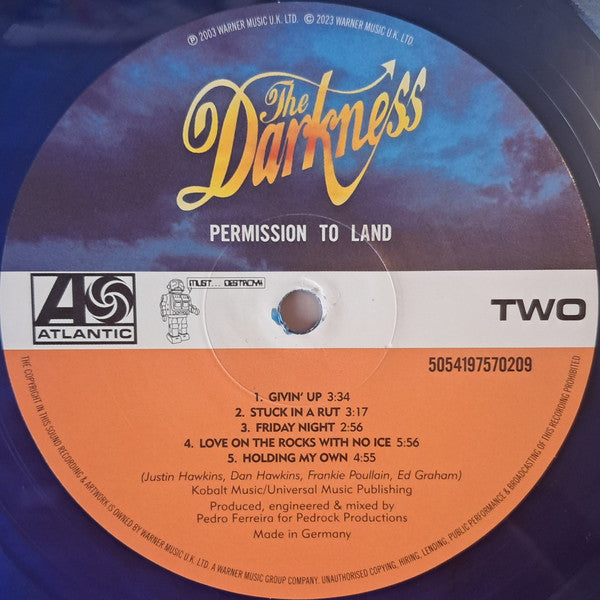 ℗ 2003 WARNER MUSIC U.K. LTD. © 2023 WARNER MUSIC U.K. LTD.
The
Darkness
PERMISSION TO LAND
ATLANTIC
MUST... DESTROY!!
TWO
5054197570209
1. GIVIN' UP 3:34
2. STUCK IN A RUT 3:17
3. FRIDAY NIGHT 2:56
4. LOVE ON THE ROCKS WITH NO ICE 5:56
5. HOLDING MY OWN 4:55
(Justin Hawkins, Dan Hawkins, Frankie Poullain, Ed Graham)
Kobalt Music/Universal Music Publishing
Produced, engineered & mixed by
Pedro Ferreira for Pedrock Productions
Made in Germany
THE COPYRIGHT IN THIS SOUND RECORDING & ARTWORK IS OWNED BY WARNER MUSIC U.K. LTD. A WARNER MUSIC GROUP COMPANY. UNAUTHORISED COPYING, HIRING, LENDING, PUBLIC PERFORMANCE & BROADCASTING OF THIS RECORDING PROHIBITED